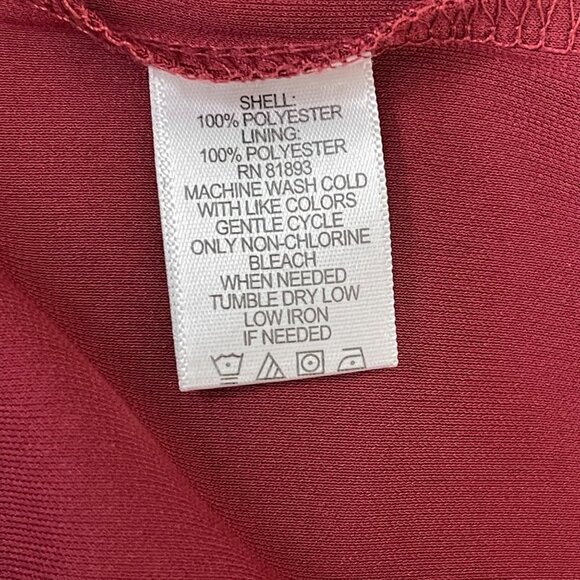 SHELL:
100% POLYESTER
LINING:
100% POLYESTER
RN 81893
MACHINE WASH COLD
WITH LIKE COLORS
GENTLE CYCLE
ONLY NON-CHLORINE
BLEACH
WHEN NEEDED
TUMBLE DRY LOW
LOW IRON
IF NEEDED